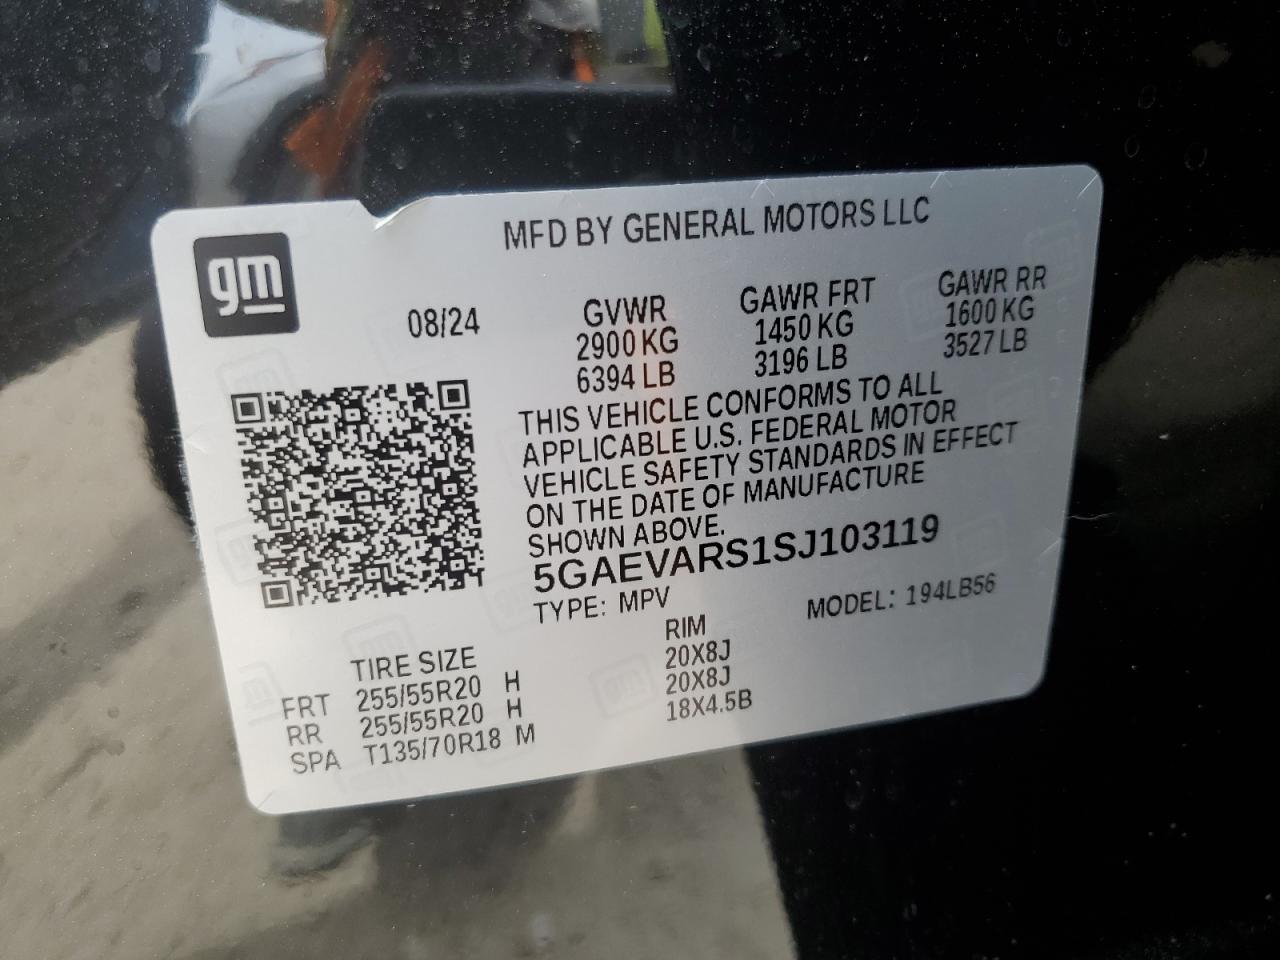 MFD BY GENERAL MOTORS LLC
gm
08/24
GVWR
2900 KG
6394 LB
GAWR FRT
1450 KG
3196 LB
GAWR RR
1600 KG
3527 LB
THIS VEHICLE CONFORMS TO ALL
APPLICABLE U.S. FEDERAL MOTOR
VEHICLE SAFETY STANDARDS IN EFFECT
ON THE DATE OF MANUFACTURE
SHOWN ABOVE.
5GAEVARS1SJ103119
TYPE: MPV MODEL: 194LB56
TIRE SIZE RIM
FRT 255/55R20 H 20X8J
RR 255/55R20 H 20X8J
SPA T135/70R18 M 18X4.5B